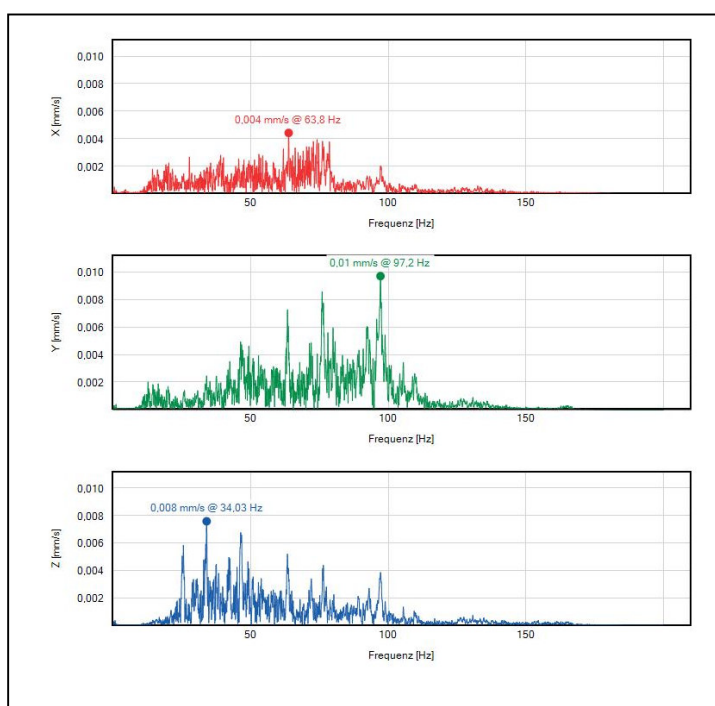 0,010
0,008
0,006
0,004
0,002
X [mm/s]
0,004 mm/s @ 63,8 Hz
50
100
150
Frequenz [Hz]
0,010
0,008
0,006
0,004
0,002
Y [mm/s]
0,01 mm/s @ 97,2 Hz
50
100
150
Frequenz [Hz]
0,010
0,008
0,006
0,004
0,002
Z [mm/s]
0,008 mm/s @ 34,03 Hz
50
100
150
Frequenz [Hz]